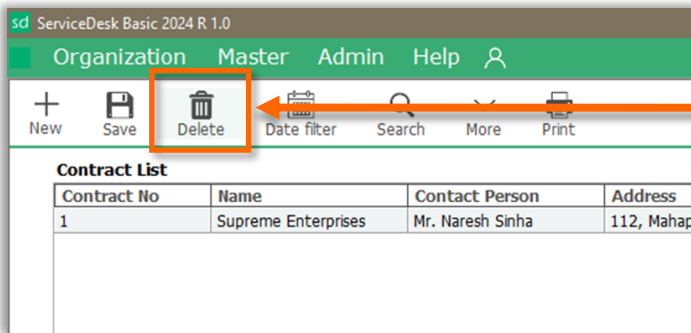 sd ServiceDesk Basic 2024 R 1.0
Organization Master Admin Help
New Save Delete Date filter Search More Print
Contract List
Contract No Name Contact Person Address
1 Supreme Enterprises Mr. Naresh Sinha 112,